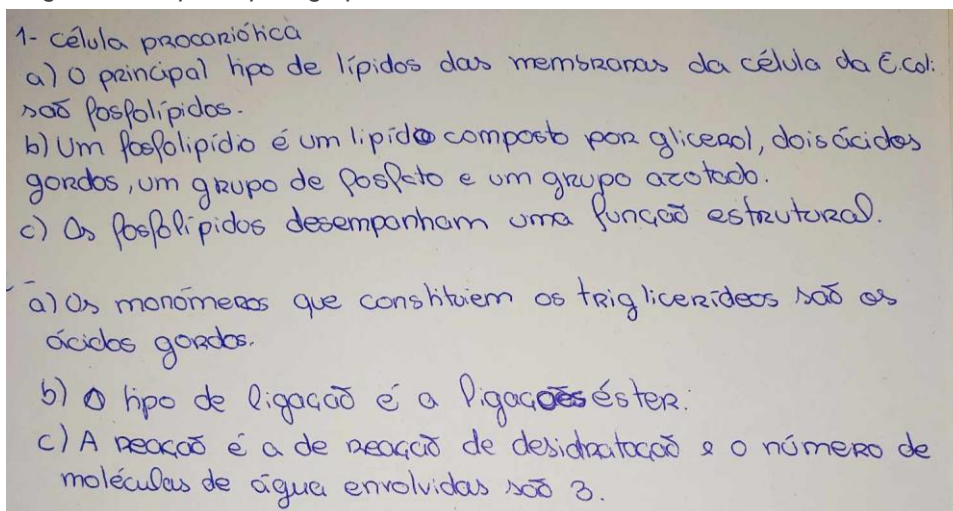 1- célula procariótica
a) O principal tipo de lípidos das membranas da célula da E.coli
são fosfolípidos.
b) Um fosfolipídio é um lipído composto por glicerol, dois ácidos
gordos, um grupo de fosfato e um grupo azotado.
c) Os fosfolípidos desempanham uma função estrutural.
a) Os monómeros que constituiem os triglicerídeos são os
ácidos gordos.
b) O tipo de ligação é a ligações éster.
c) A reação é a de reação de desidratação e o número de
moléculas de água envolvidas são 3.